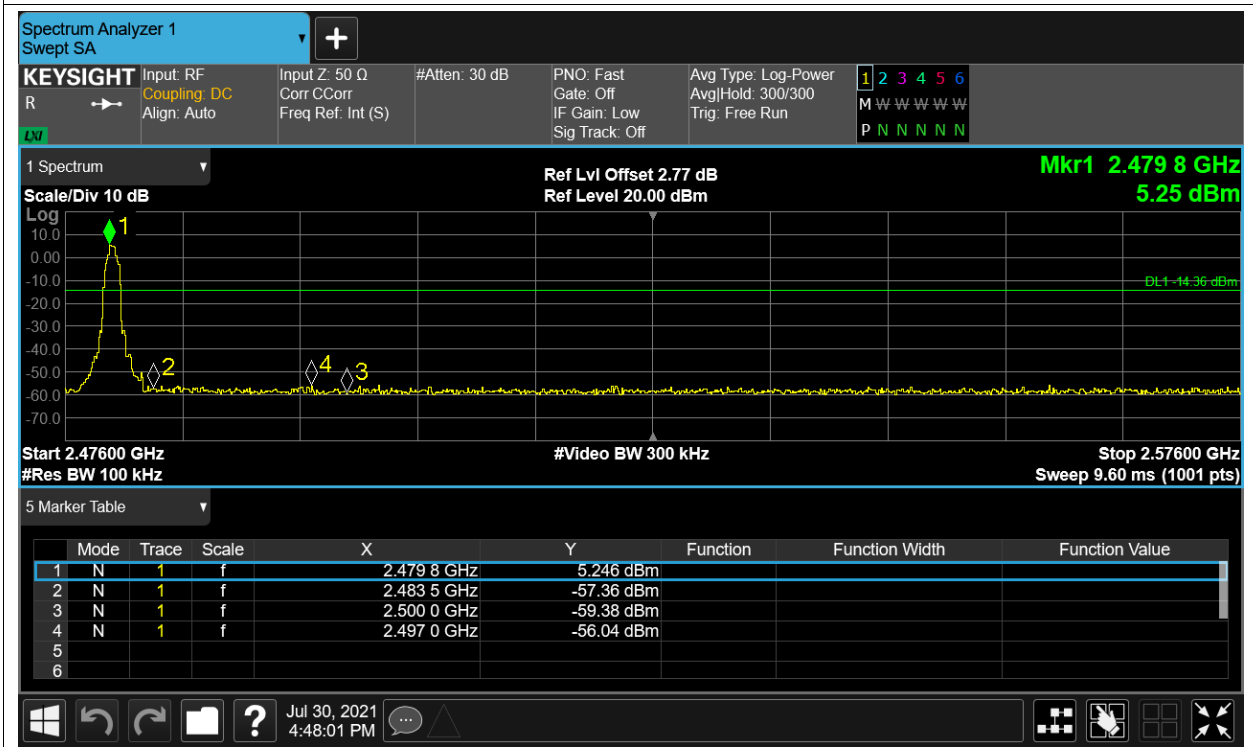 Spectrum Analyzer 1
Swept SA
KEYSIGHT
R
LXI
Input: RF
Coupling: DC
Align: Auto
Input Z: 50 Ω
Corr CCorr
Freq Ref: Int (S)
#Atten: 30 dB
PNO: Fast
Gate: Off
IF Gain: Low
Sig Track: Off
Avg Type: Log-Power
Avg|Hold: 300/300
Trig: Free Run
1 2 3 4 5 6
M W W W W W
P N N N N N
1 Spectrum
Scale/Div 10 dB
Ref Lvl Offset 2.77 dB
Ref Level 20.00 dBm
Mkr1 2.479 8 GHz
5.25 dBm
Log
10.0
0.00
-10.0
-20.0
-30.0
-40.0
-50.0
-60.0
-70.0
1
2
4
3
DL1 -14.36 dBm
Start 2.47600 GHz
#Res BW 100 kHz
#Video BW 300 kHz
Stop 2.57600 GHz
Sweep 9.60 ms (1001 pts)
5 Marker Table
Mode Trace Scale X Y Function Function Width Function Value
1 N 1 f 2.479 8 GHz 5.246 dBm
2 N 1 f 2.483 5 GHz -57.36 dBm
3 N 1 f 2.500 0 GHz -59.38 dBm
4 N 1 f 2.497 0 GHz -56.04 dBm
5
6
?
Jul 30, 2021
4:48:01 PM